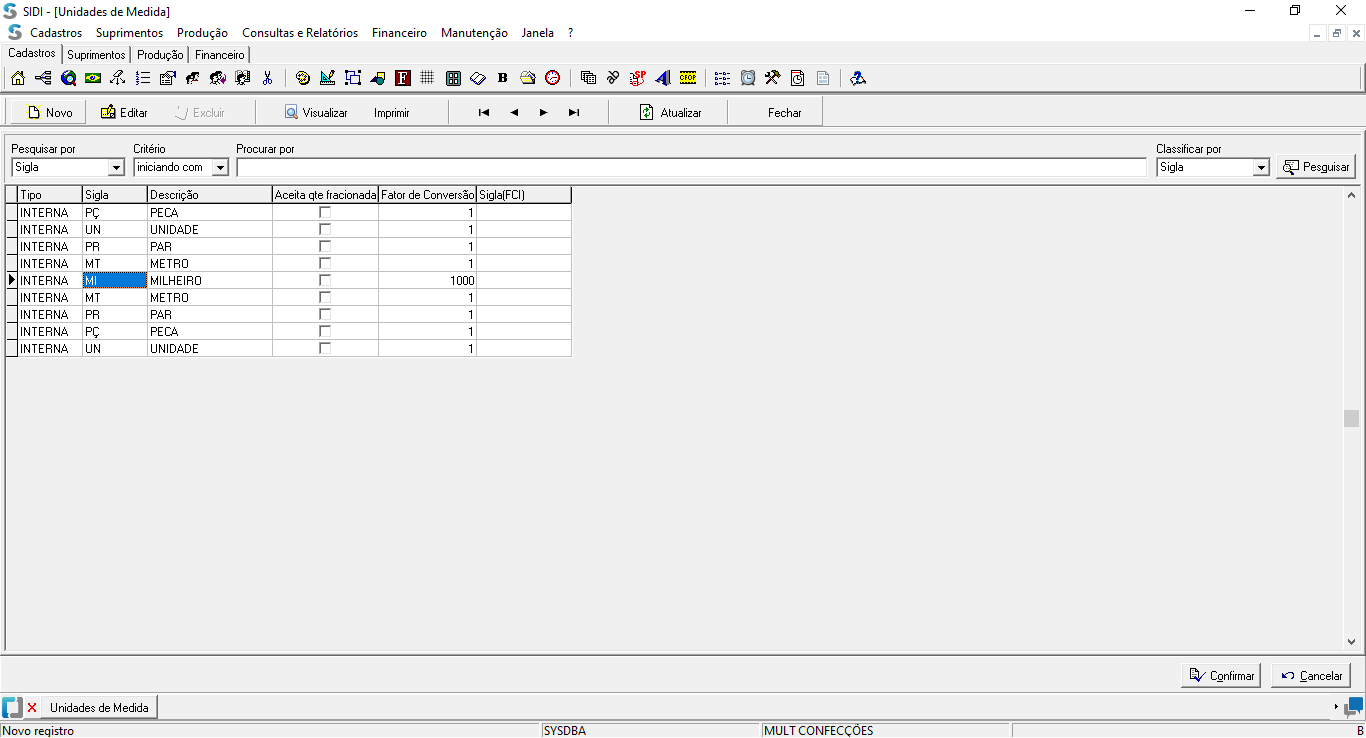 SIDI - [Unidades de Medida]
Cadastros Suprimentos Produção Consultas e Relatórios Financeiro Manutenção Janela ?
Cadastros Suprimentos Produção Financeiro
F B SP CFOP
Novo Editar Excluir Visualizar Imprimir Atualizar Fechar
Pesquisar por Critério Procurar por Classificar por
Sigla iniciando com Sigla Pesquisar
Tipo Sigla Descrição Aceita qte fracionada Fator de Conversão Sigla(FCI)
INTERNA PÇ PECA 1
INTERNA UN UNIDADE 1
INTERNA PR PAR 1
INTERNA MT METRO 1
INTERNA MI MILHEIRO 1000
INTERNA MT METRO 1
INTERNA PR PAR 1
INTERNA PÇ PECA 1
INTERNA UN UNIDADE 1
Confirmar Cancelar
Unidades de Medida
Novo registro SYSDBA MULT CONFECÇÕES B